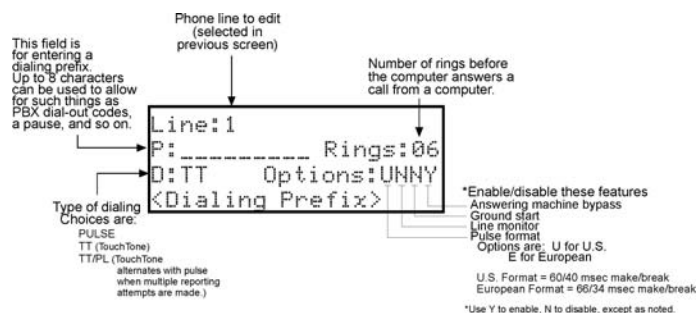 Phone line to edit
(selected in
previous screen)
This field is
for entering a
dialing prefix.
Up to 8 characters
can be used to allow
for such things as
PBX dial-out codes,
a pause, and so on.
Number of rings before
the computer answers a
call from a computer.
Line:1
P:_________ Rings:06
D:TT Options:UNNY
<Dialing Prefix>
Type of dialing
Choices are:
PULSE
TT (TouchTone)
TT/PL (TouchTone
alternates with pulse
when multiple reporting
attempts are made.)
*Enable/disable these features
Answering machine bypass
Ground start
Line monitor
Pulse format
Options are: U for U.S.
E for European
U.S. Format = 60/40 msec make/break
European Format = 66/34 msec make/break
*Use Y to enable, N to disable, except as noted.